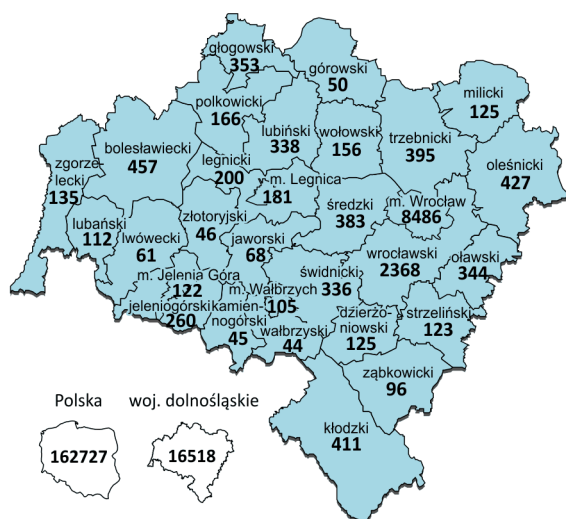 głogowski
353
górowski
50
milicki
125
polkowicki
166
lubiński
338
wołowski
156
trzebnicki
395
oleśnicki
427
bolesławiecki
457
zgorze-
lecki
135
legnicki
200
m. Legnica
181
średzki
383
m. Wrocław
8486
lubański
112
lwówecki
61
złotoryjski
46
jaworski
68
wrocławski
2368
oławski
344
świdnicki
336
m. Jelenia Góra
122
m. Wałbrzych
105
jeleniogórski
260
kamien-
nogórski
45
wałbrzyski
44
dzierżo-
niowski
125
strzeliński
123
ząbkowicki
96
kłodzki
411
Polska
162727
woj. dolnośląskie
16518